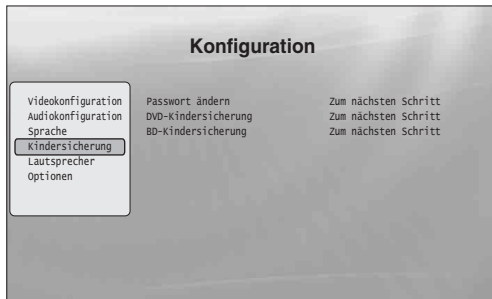 Konfiguration
Videokonfiguration Passwort ändern Zum nächsten Schritt
Audiokonfiguration DVD-Kindersicherung Zum nächsten Schritt
Sprache BD-Kindersicherung Zum nächsten Schritt
Kindersicherung
Lautsprecher
Optionen